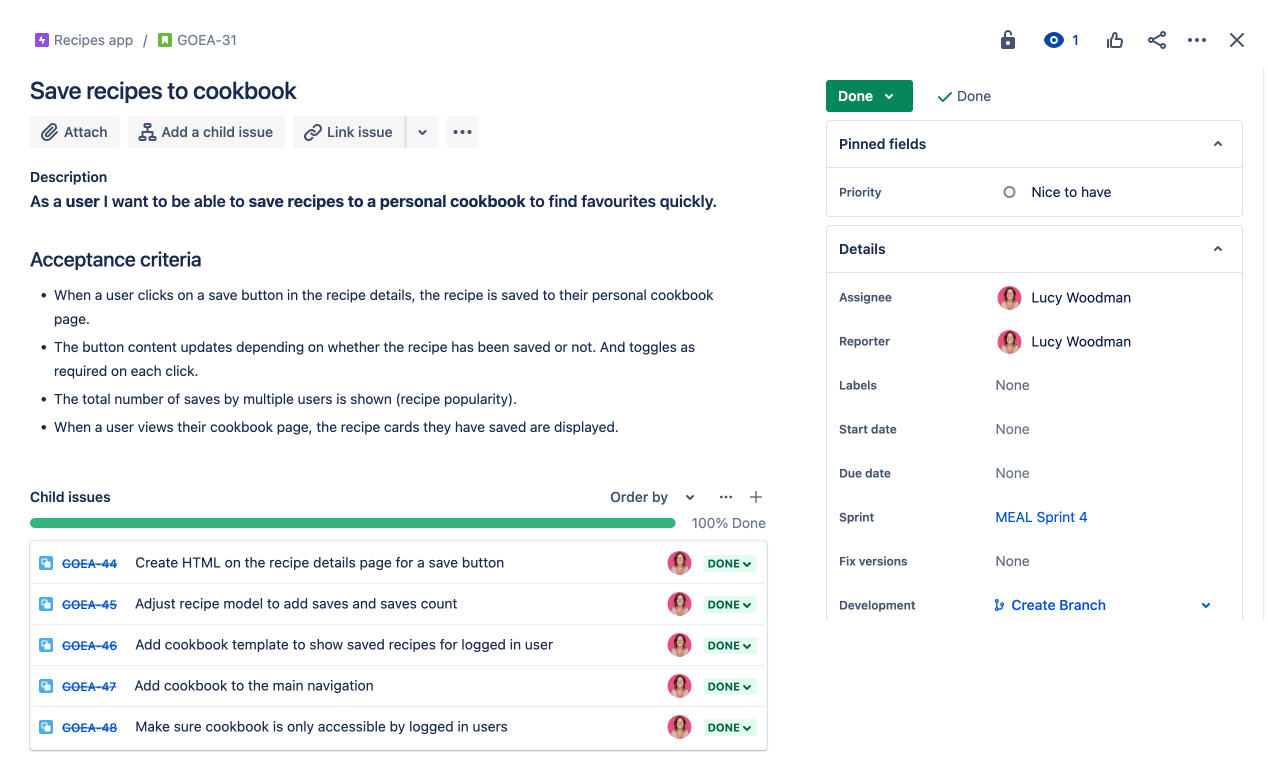 Recipes app / GOEA-31
1
Save recipes to cookbook
Attach
Add a child issue
Link issue
Description
As a user I want to be able to save recipes to a personal cookbook to find favourites quickly.
Acceptance criteria
• When a user clicks on a save button in the recipe details, the recipe is saved to their personal cookbook
page.
• The button content updates depending on whether the recipe has been saved or not. And toggles as
required on each click.
• The total number of saves by multiple users is shown (recipe popularity).
• When a user views their cookbook page, the recipe cards they have saved are displayed.
Child issues
Order by
100% Done
GOEA-44 Create HTML on the recipe details page for a save button DONE
GOEA-45 Adjust recipe model to add saves and saves count DONE
GOEA-46 Add cookbook template to show saved recipes for logged in user DONE
GOEA-47 Add cookbook to the main navigation DONE
GOEA-48 Make sure cookbook is only accessible by logged in users DONE
Done
Done
Pinned fields
Priority Nice to have
Details
Assignee Lucy Woodman
Reporter Lucy Woodman
Labels None
Start date None
Due date None
Sprint MEAL Sprint 4
Fix versions None
Development Create Branch